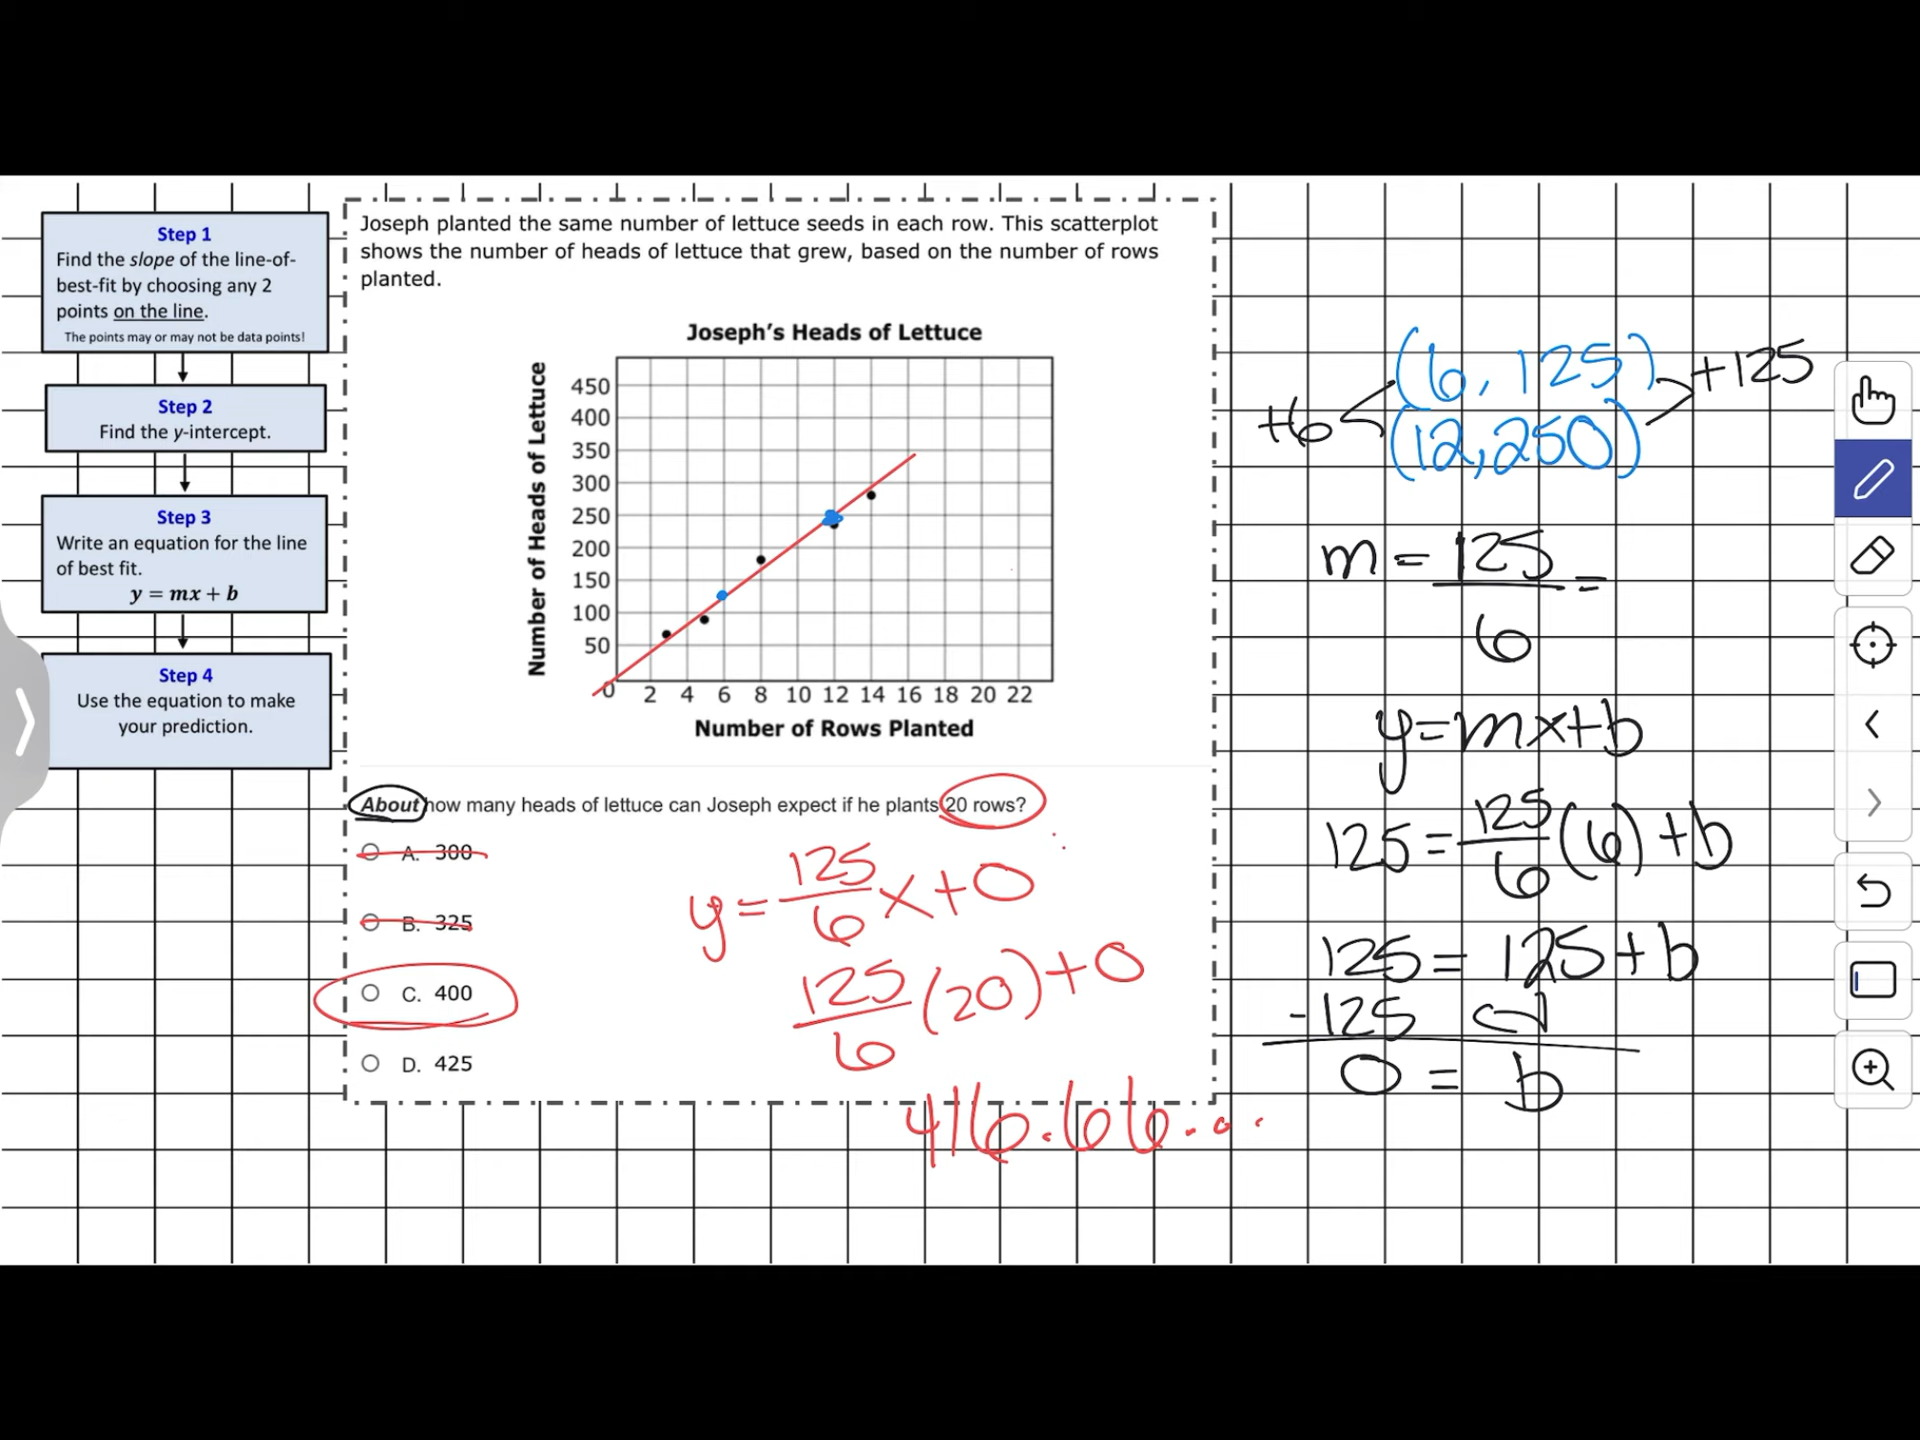 Step 1
Find the slope of the line-of-
best-fit by choosing any 2
points on the line.
The points may or may not be data points!
Step 2
Find the y-intercept.
Step 3
Write an equation for the line
of best fit.
y = mx + b
Step 4
Use the equation to make
your prediction.
Joseph planted the same number of lettuce seeds in each row. This scatterplot
shows the number of heads of lettuce that grew, based on the number of rows
planted.
Joseph's Heads of Lettuce
Number of Heads of Lettuce
450
400
350
300
250
200
150
100
50
0 2 4 6 8 10 12 14 16 18 20 22
Number of Rows Planted
About how many heads of lettuce can Joseph expect if he plants 20 rows?
A. 300
B. 325
C. 400
D. 425
y = 125/6 x + 0
125/6 (20) + 0
416.66...
(6, 125) +125
+6 (12, 250)
m = 125/6 =
y = mx + b
125 = 125/6 (6) + b
125 = 125 + b
-125
0 = b